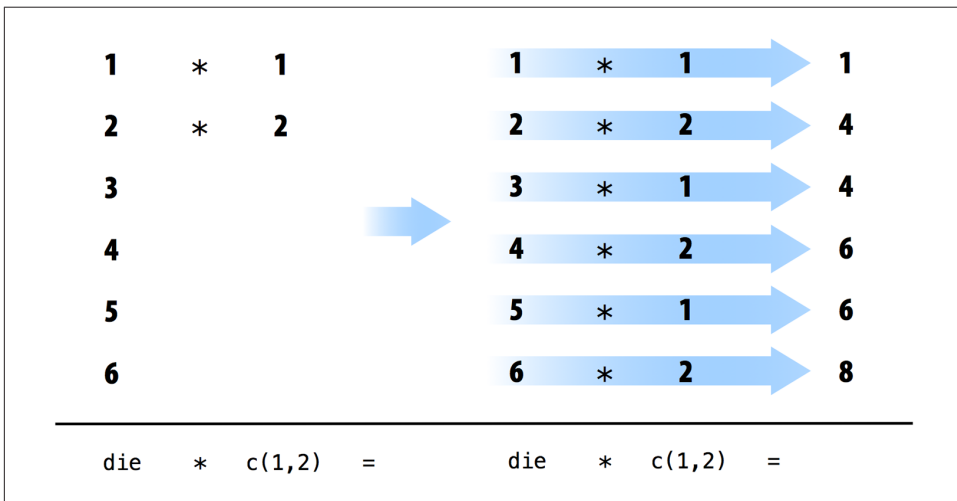 1 * 1 1 * 1 1
2 * 2 2 * 2 4
3 3 * 1 4
4 4 * 2 6
5 5 * 1 6
6 6 * 2 8
die * c(1,2) = die * c(1,2) =